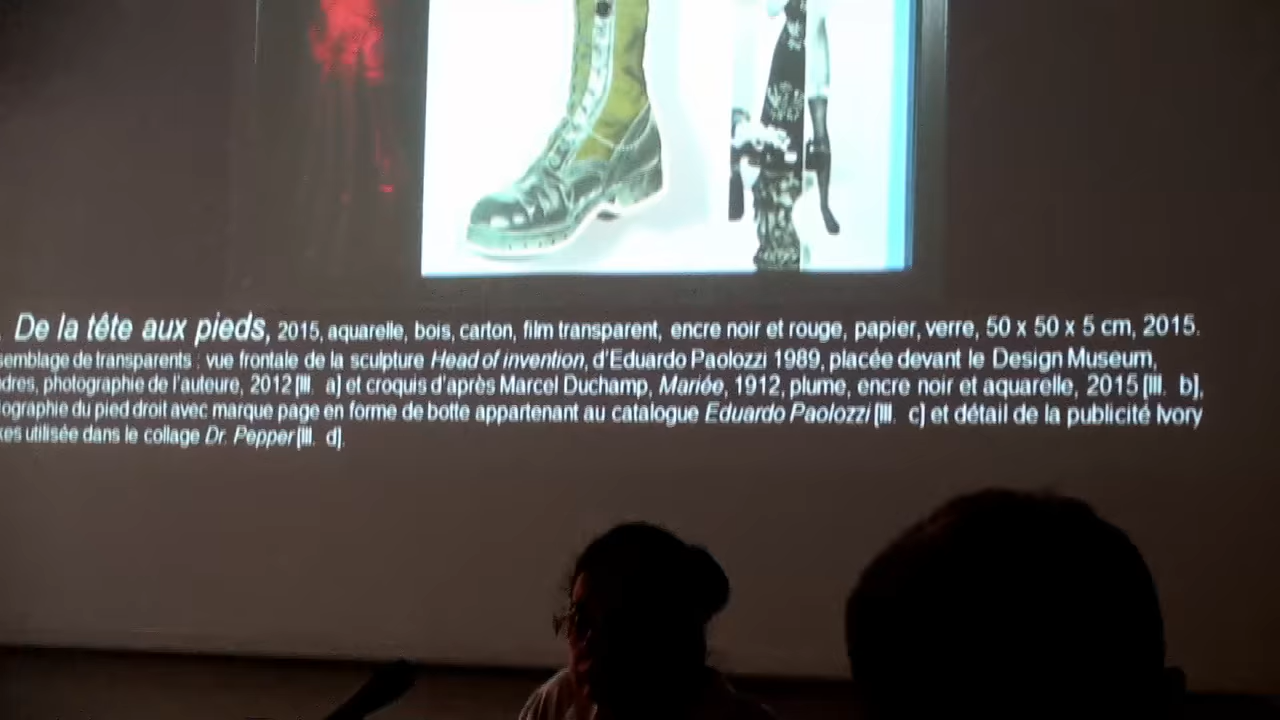 De la tête aux pieds, 2015, aquarelle, bois, carton, film transparent, encre noir et rouge, papier, verre, 50 x 50 x 5 cm, 2015.
semblage de transparents : vue frontale de la sculpture Head of invention, d'Eduardo Paolozzi 1989, placée devant le Design Museum,
dres, photographie de l'auteure, 2012 [Ill. a] et croquis d'après Marcel Duchamp, Mariée, 1912, plume, encre noir et aquarelle, 2015 [Ill. b],
ographie du pied droit avec marque page en forme de botte appartenant au catalogue Eduardo Paolozzi [Ill. c] et détail de la publicité Ivory
es utilisée dans le collage Dr. Pepper [Ill. d].